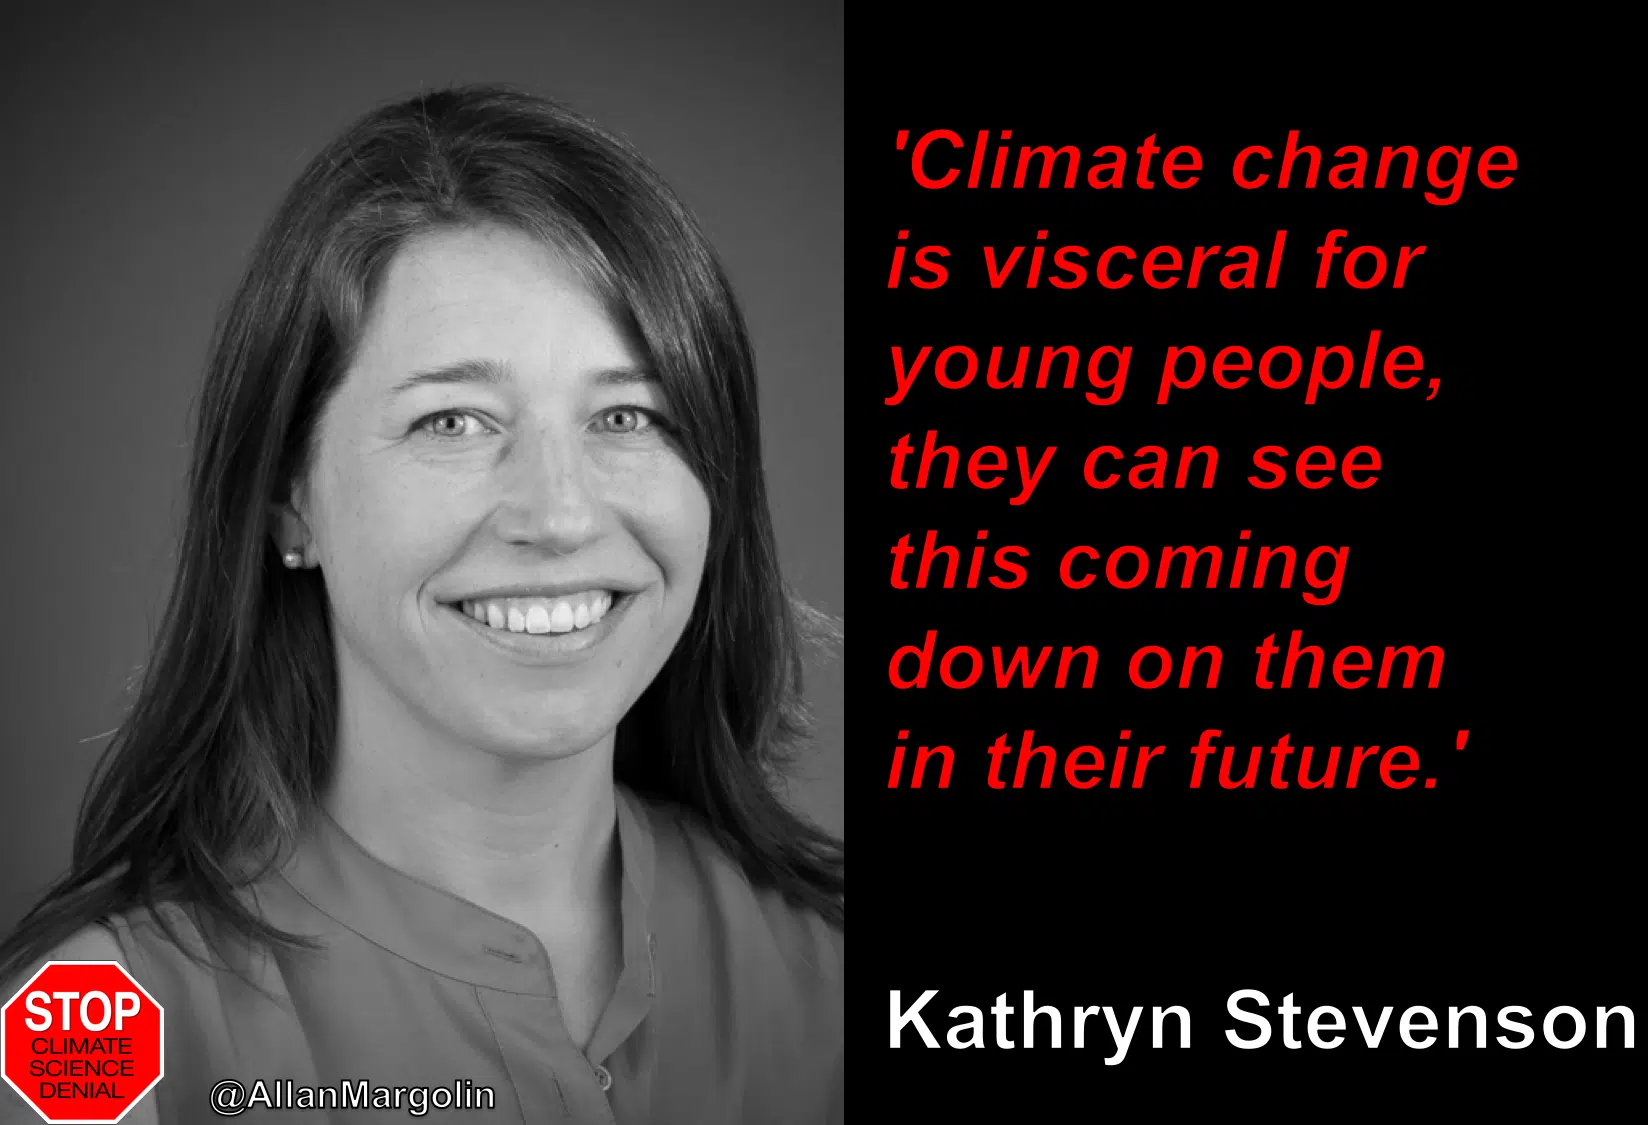 'Climate change
is visceral for
young people,
they can see
this coming
down on them
in their future.'
Kathryn Stevenson
STOP
CLIMATE
SCIENCE
DENIAL
@AllanMargolin